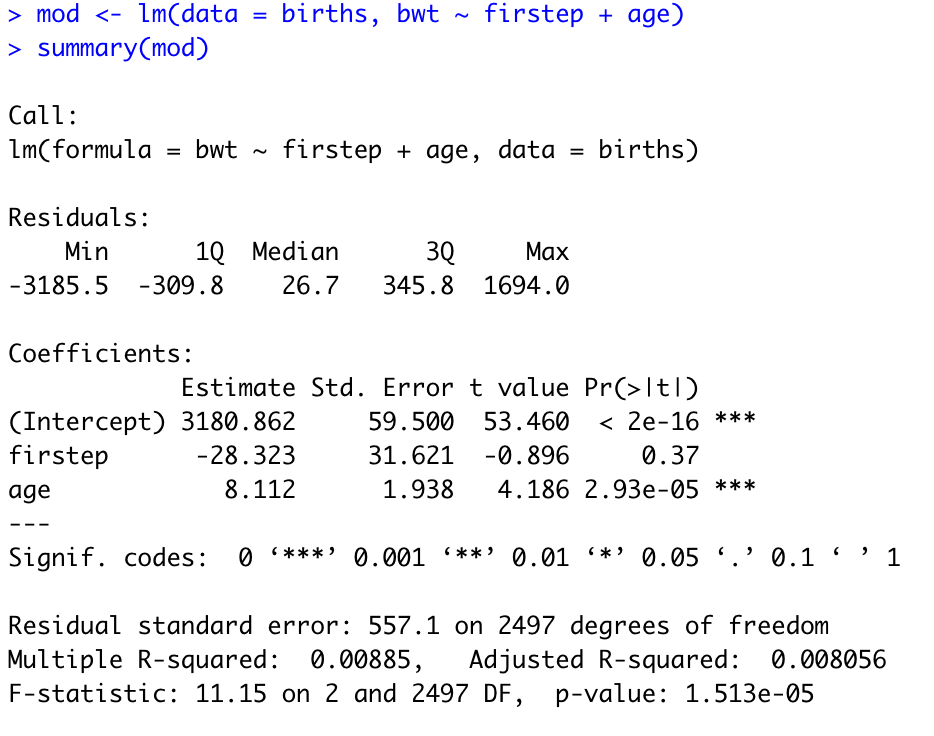 > mod <- lm(data = births, bwt ~ firstep + age)
> summary(mod)

Call:
lm(formula = bwt ~ firstep + age, data = births)

Residuals:
    Min      1Q  Median      3Q     Max
-3185.5  -309.8    26.7   345.8  1694.0

Coefficients:
            Estimate Std. Error t value Pr(>|t|)
(Intercept) 3180.862     59.500  53.460  < 2e-16 ***
firstep      -28.323     31.621  -0.896     0.37
age            8.112      1.938   4.186 2.93e-05 ***
---
Signif. codes:  0 ‘***’ 0.001 ‘**’ 0.01 ‘*’ 0.05 ‘.’ 0.1 ‘ ’ 1

Residual standard error: 557.1 on 2497 degrees of freedom
Multiple R-squared:  0.00885,   Adjusted R-squared:  0.008056
F-statistic: 11.15 on 2 and 2497 DF,  p-value: 1.513e-05